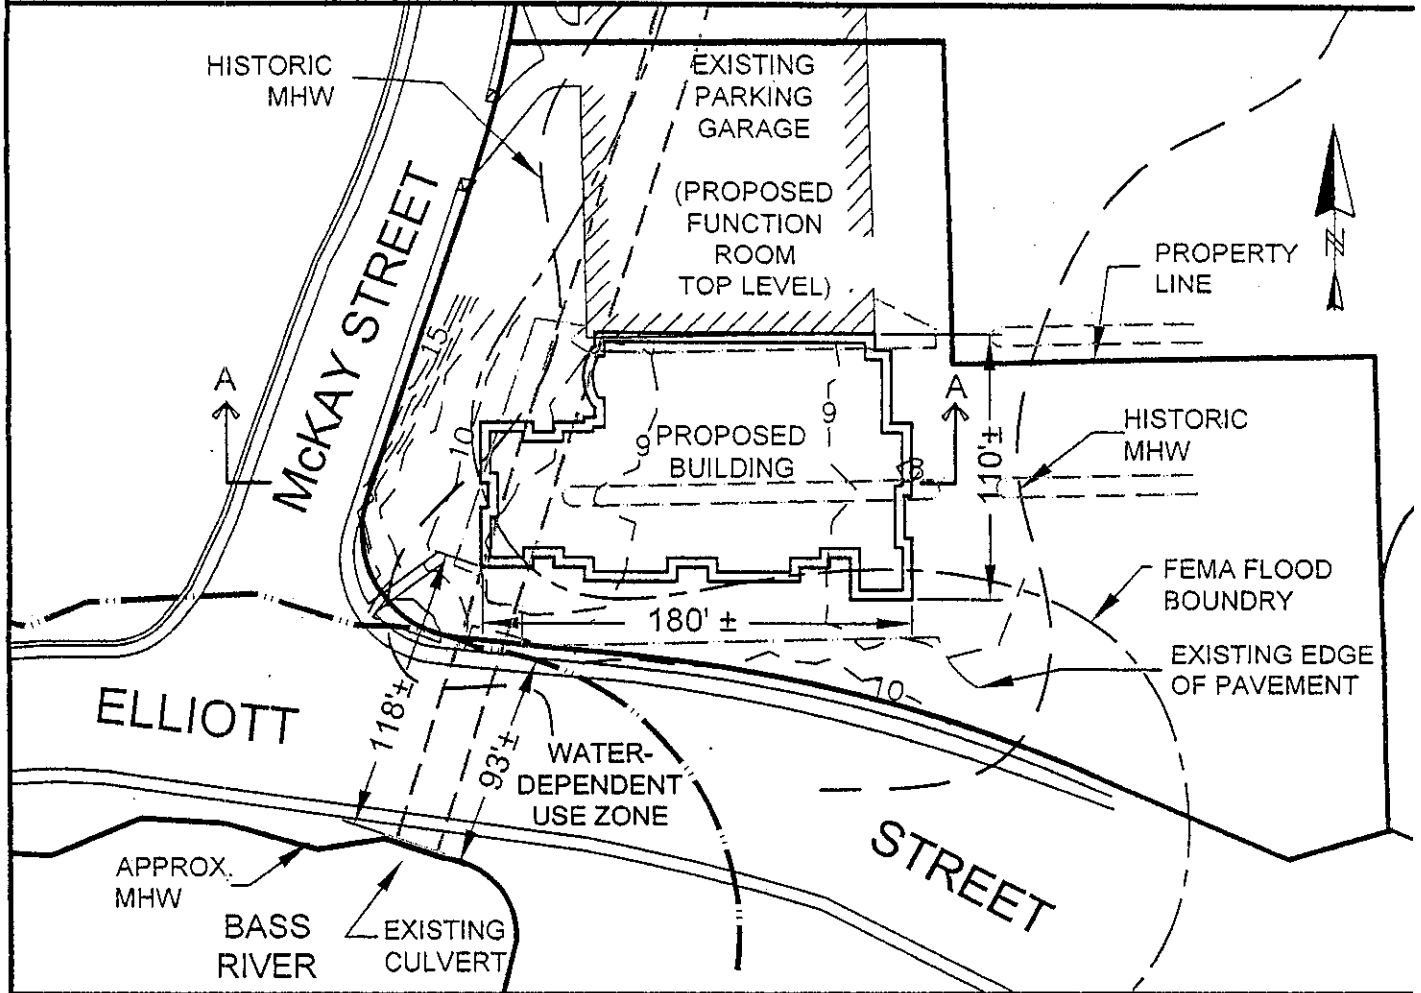 HISTORIC
MHW
EXISTING
PARKING
GARAGE
(PROPOSED
FUNCTION
ROOM
TOP LEVEL)
N
PROPERTY
LINE
McKAY STREET
15
A
A
10
9
9
PROPOSED
BUILDING
110'±
HISTORIC
MHW
FEMA FLOOD
BOUNDRY
180' ±
EXISTING EDGE
OF PAVEMENT
10
ELLIOTT
STREET
118'±
93'±
WATER-
DEPENDENT
USE ZONE
APPROX.
MHW
BASS
RIVER
EXISTING
CULVERT